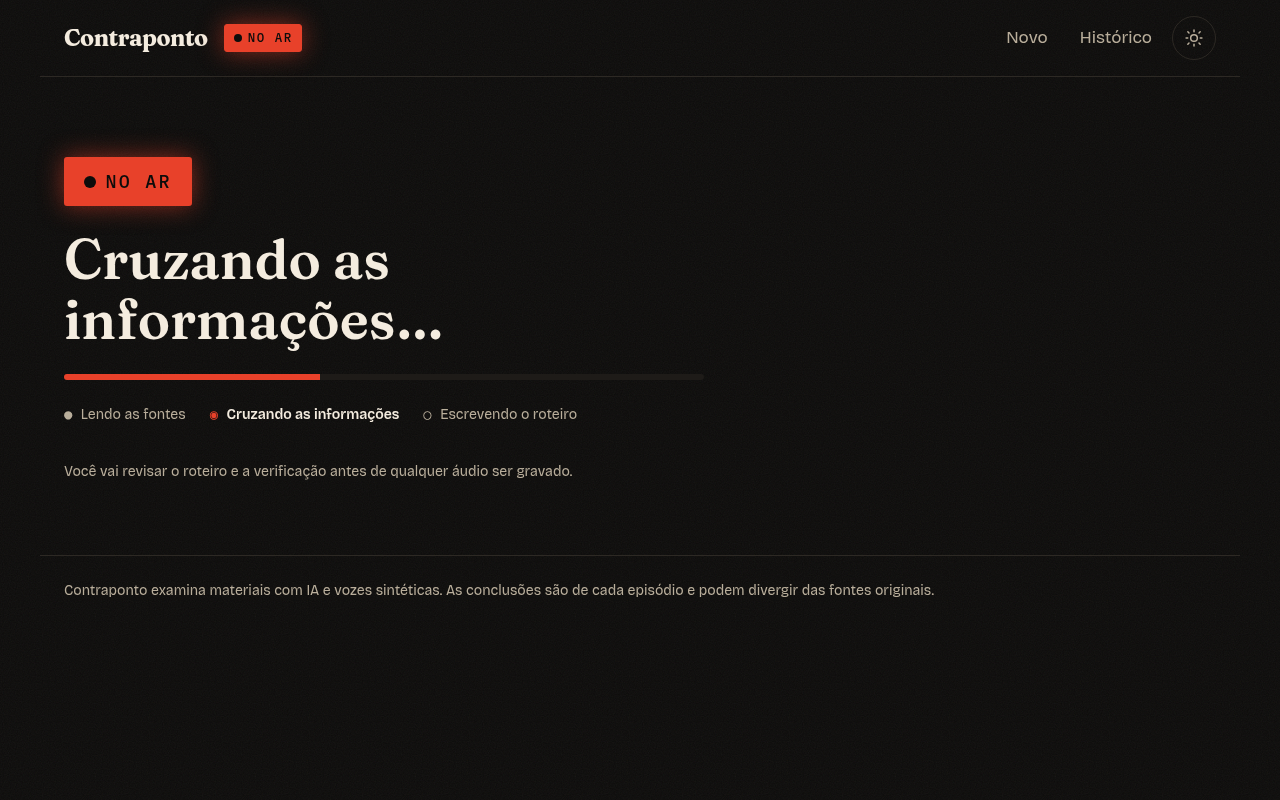 Contraponto
NO AR
Novo
Histórico
NO AR
Cruzando as
informações...
Lendo as fontes
Cruzando as informações
Escrevendo o roteiro
Você vai revisar o roteiro e a verificação antes de qualquer áudio ser gravado.
Contraponto examina materiais com IA e vozes sintéticas. As conclusões são de cada episódio e podem divergir das fontes originais.